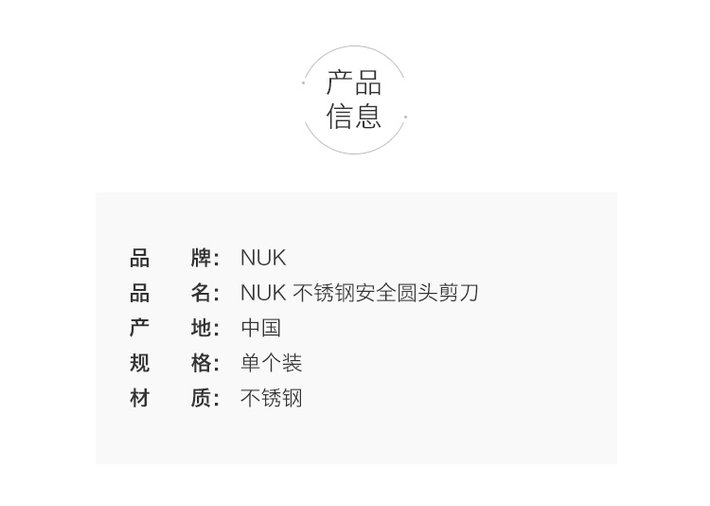 产品
信息
品 牌： NUK
品 名： NUK 不锈钢安全圆头剪刀
产 地： 中国
规 格： 单个装
材 质： 不锈钢